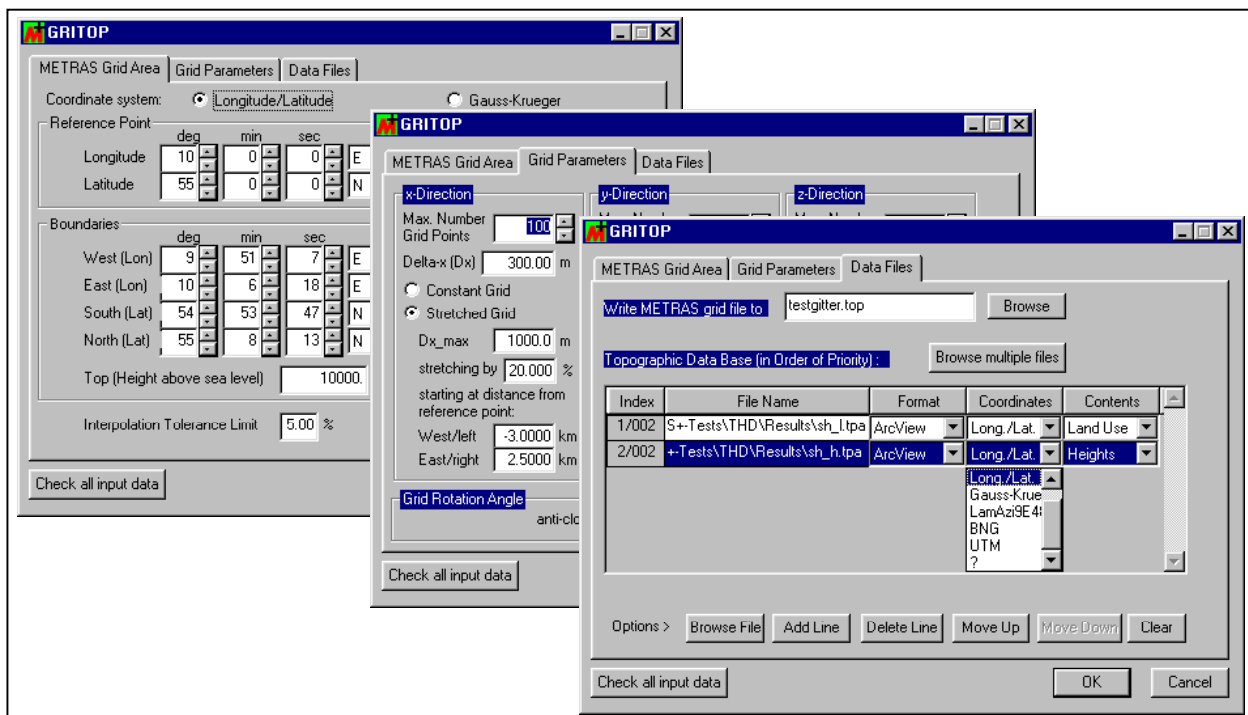 GRITOP
METRAS Grid Area Grid Parameters Data Files
Coordinate system: Longitude/Latitude Gauss-Krueger
Reference Point
deg min sec
Longitude 10 0 0 E
Latitude 55 0 0 N
Boundaries
deg min sec
West (Lon) 9 51 7 E
East (Lon) 10 6 18 E
South (Lat) 54 53 47 N
North (Lat) 55 8 13 N
Top (Height above sea level) 10000.
Interpolation Tolerance Limit 5.00 %
Check all input data
GRITOP
METRAS Grid Area Grid Parameters Data Files
x-Direction y-Direction z-Direction
Max. Number
Grid Points 100
Delta-x (Dx) 300.00 m
Constant Grid
Stretched Grid
Dx_max 1000.0 m
stretching by 20.000 %
starting at distance from
reference point:
West/left -3.0000 km
East/right 2.5000 km
Grid Rotation Angle
anti-clo
Check all input data
GRITOP
METRAS Grid Area Grid Parameters Data Files
Write METRAS grid file to testgitter.top Browse
Topographic Data Base (in Order of Priority) : Browse multiple files
Index File Name Format Coordinates Contents
1/002 S+-Tests\THD\Results\sh_l.tpa ArcView Long./Lat. Land Use
2/002 +-Tests\THD\Results\sh_h.tpa ArcView Long./Lat. Heights
Long./Lat.
Gauss-Krue
LamAzi9E4
BNG
UTM
?
Options > Browse File Add Line Delete Line Move Up Move Down Clear
Check all input data OK Cancel